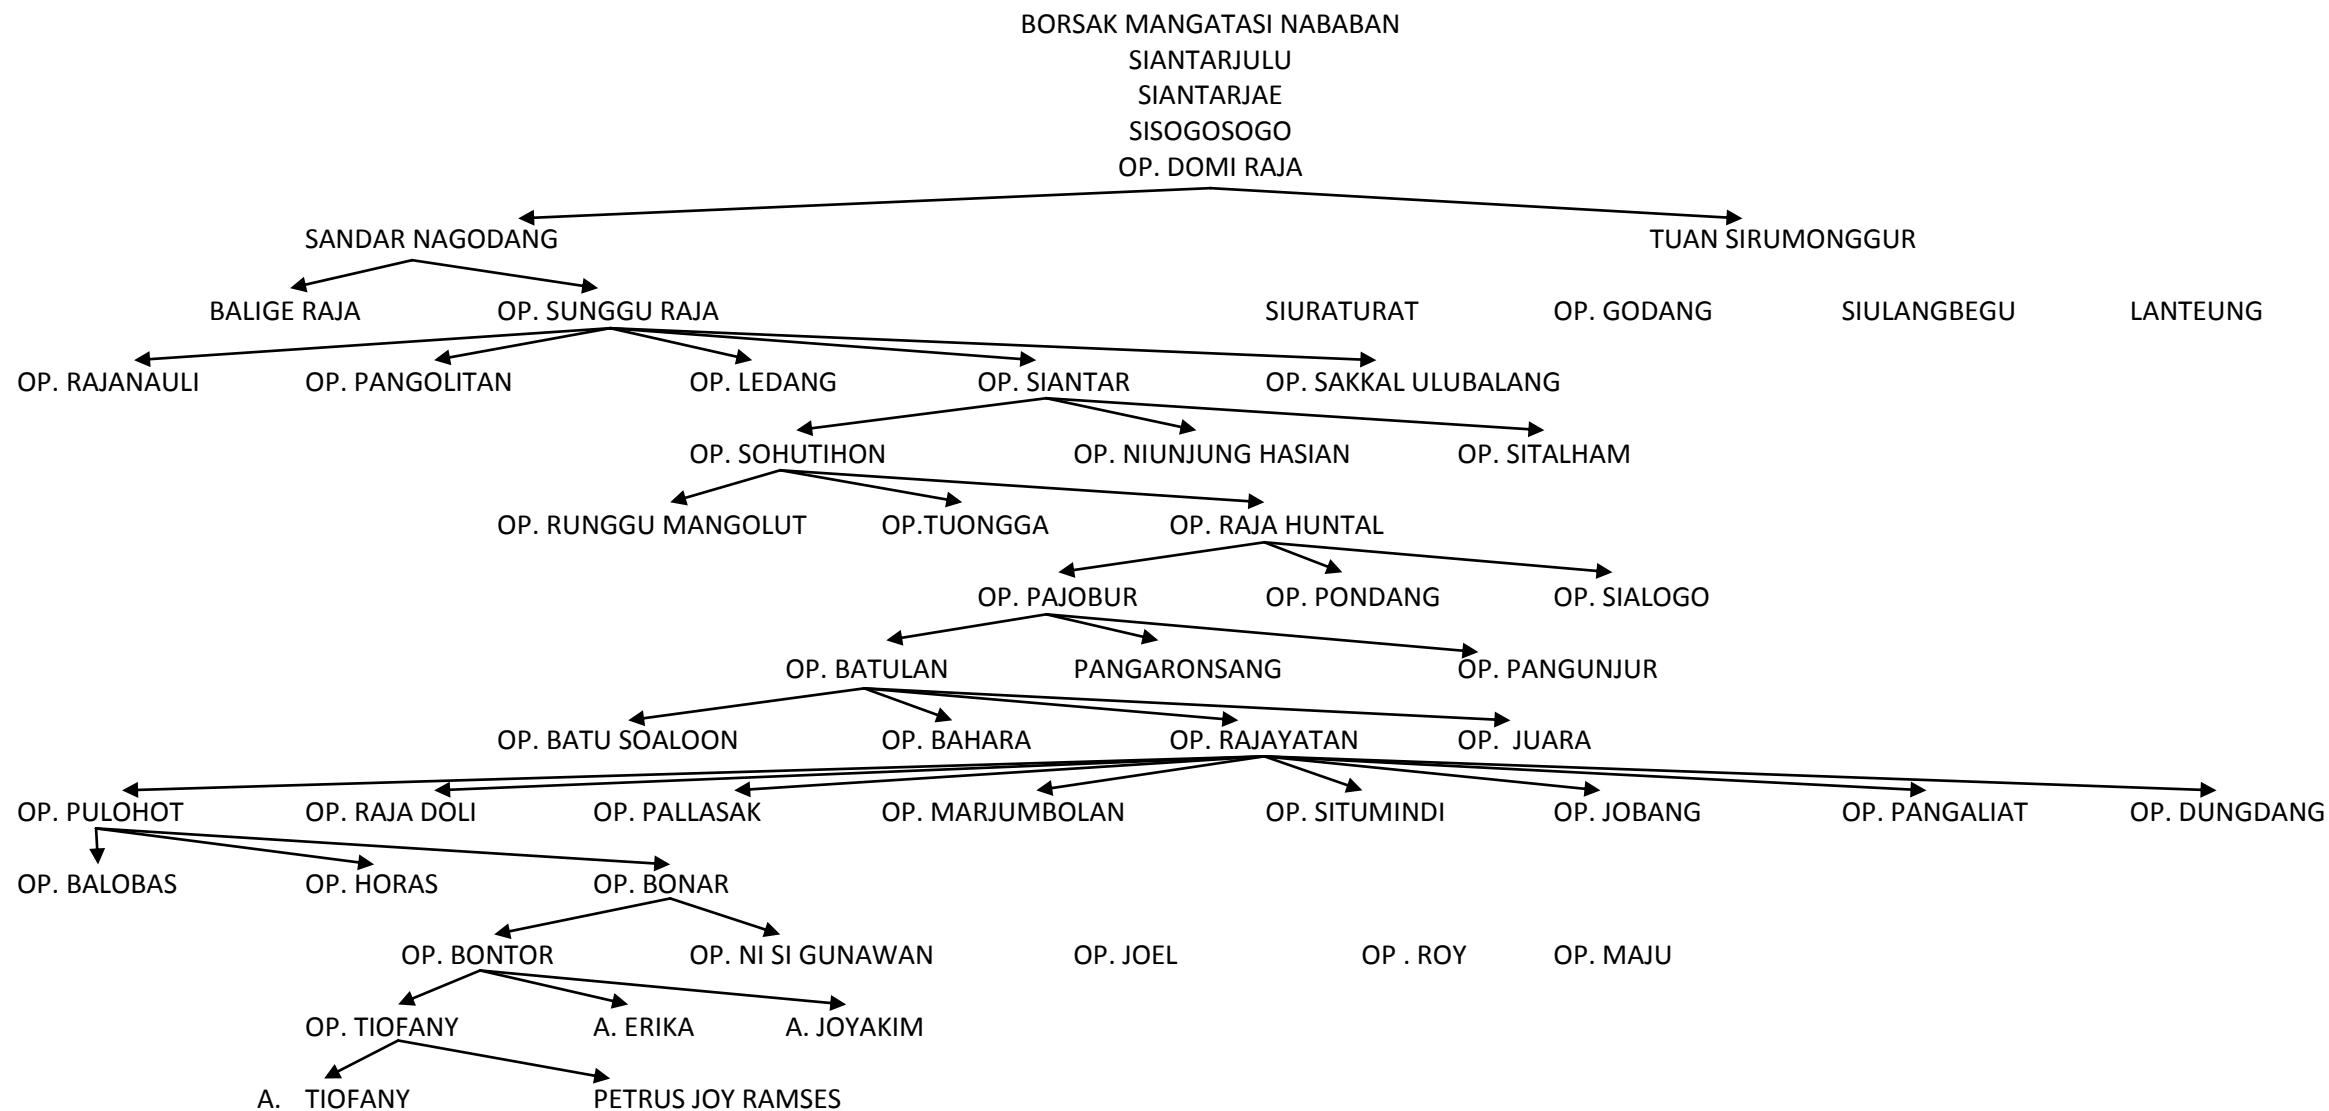 BORSAK MANGATASI NABABAN
SIANTARJULU
SIANTARJAE
SISOGOSOGO
OP. DOMI RAJA
SANDAR NAGODANG TUAN SIRUMONGGUR
BALIGE RAJA OP. SUNGGU RAJA SIURATURAT OP. GODANG SIULANGBEGU LANTEUNG
OP. RAJANAULI OP. PANGOLITAN OP. LEDANG OP. SIANTAR OP. SAKKAL ULUBALANG
OP. SOHUTIHON OP. NIUNJUNG HASIAN OP. SITALHAM
OP. RUNGGU MANGOLUT OP.TUONGGA OP. RAJA HUNTAL
OP. PAJOBUR OP. PONDANG OP. SIALOGO
OP. BATULAN PANGARONSANG OP. PANGUNJUR
OP. BATU SOALOON OP. BAHARA OP. RAJAYATAN OP. JUARA
OP. PULOHOT OP. RAJA DOLI OP. PALLASAK OP. MARJUMBOLAN OP. SITUMINDI OP. JOBANG OP. PANGALIAT OP. DUNGDANG
OP. BALOBAS OP. HORAS OP. BONAR
OP. BONTOR OP. NI SI GUNAWAN OP. JOEL OP . ROY OP. MAJU
OP. TIOFANY A. ERIKA A. JOYAKIM
A. TIOFANY PETRUS JOY RAMSES